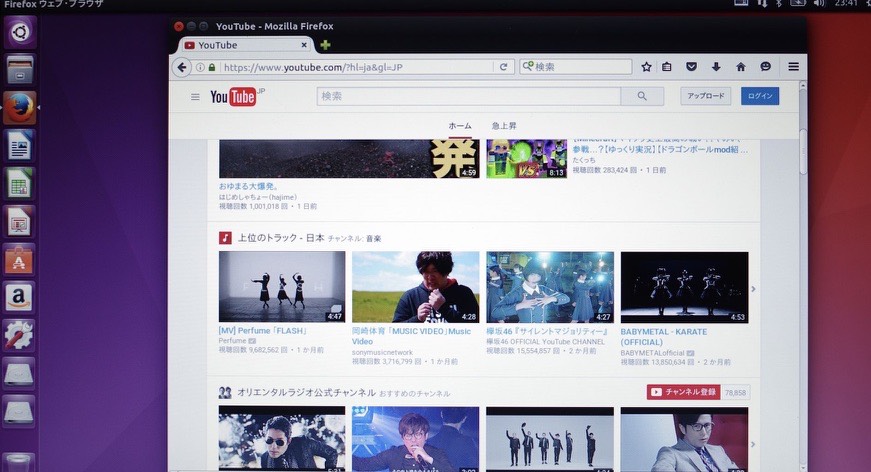 Firefox ウェブ・ブラウザ
23:41
YouTube - Mozilla Firefox
YouTube
https://www.youtube.com/?hl=ja&gl=JP
検索
YouTube JP
検索
アップロード
ログイン
ホーム
急上昇
発
4:59
VS
8:13
おゆまる大爆発。
はじめしゃちょー (hajime)
視聴回数 1,001,018 回 • 1 日前
参戦…？【ゆっくり実況】【ドラゴンボールmod紹 ...
たくっち
視聴回数 283,424 回 • 1 日前
上位のトラック - 日本 チャンネル: 音楽
4:47
[MV] Perfume「FLASH」
Perfume
視聴回数 9,682,562 回 • 1 か月前
4:28
岡崎体育 「MUSIC VIDEO」Music
Video
sonymusicnetwork
視聴回数 3,716,799 回 • 1 か月前
4:27
欅坂46 『サイレントマジョリティー』
欅坂46 OFFICIAL YouTube CHANNEL
視聴回数 15,554,857 回 • 2 か月前
4:53
BABYMETAL - KARATE
(OFFICIAL)
BABYMETALofficial
視聴回数 13,850,634 回 • 2 か月前
オリエンタルラジオ公式チャンネル おすすめのチャンネル
チャンネル登録
78,858